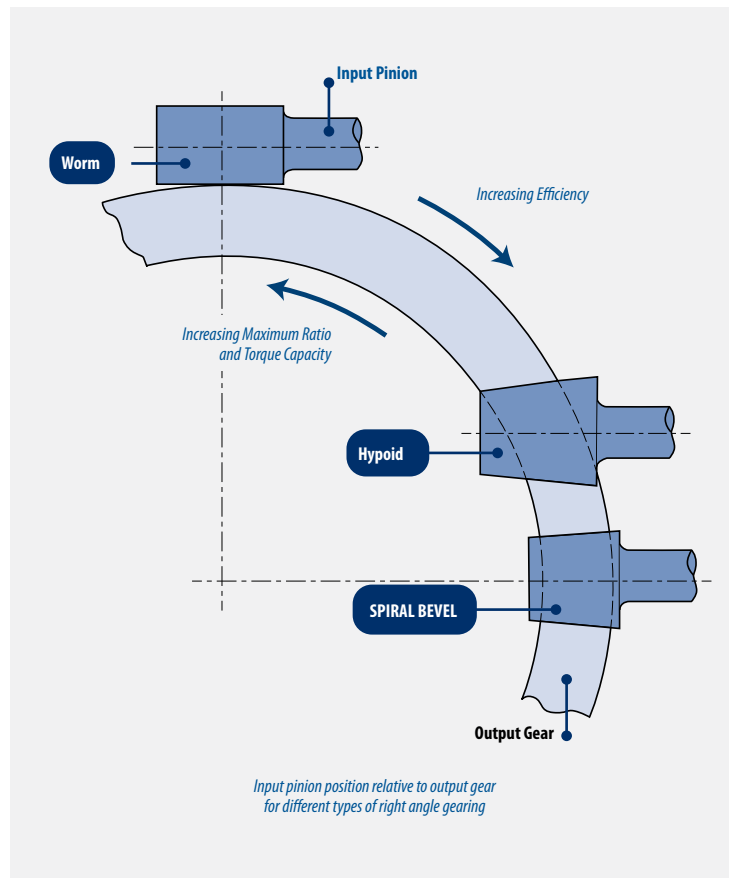 Input Pinion
Worm
Increasing Efficiency
Increasing Maximum Ratio
and Torque Capacity
Hypoid
SPIRAL BEVEL
Output Gear
Input pinion position relative to output gear
for different types of right angle gearing